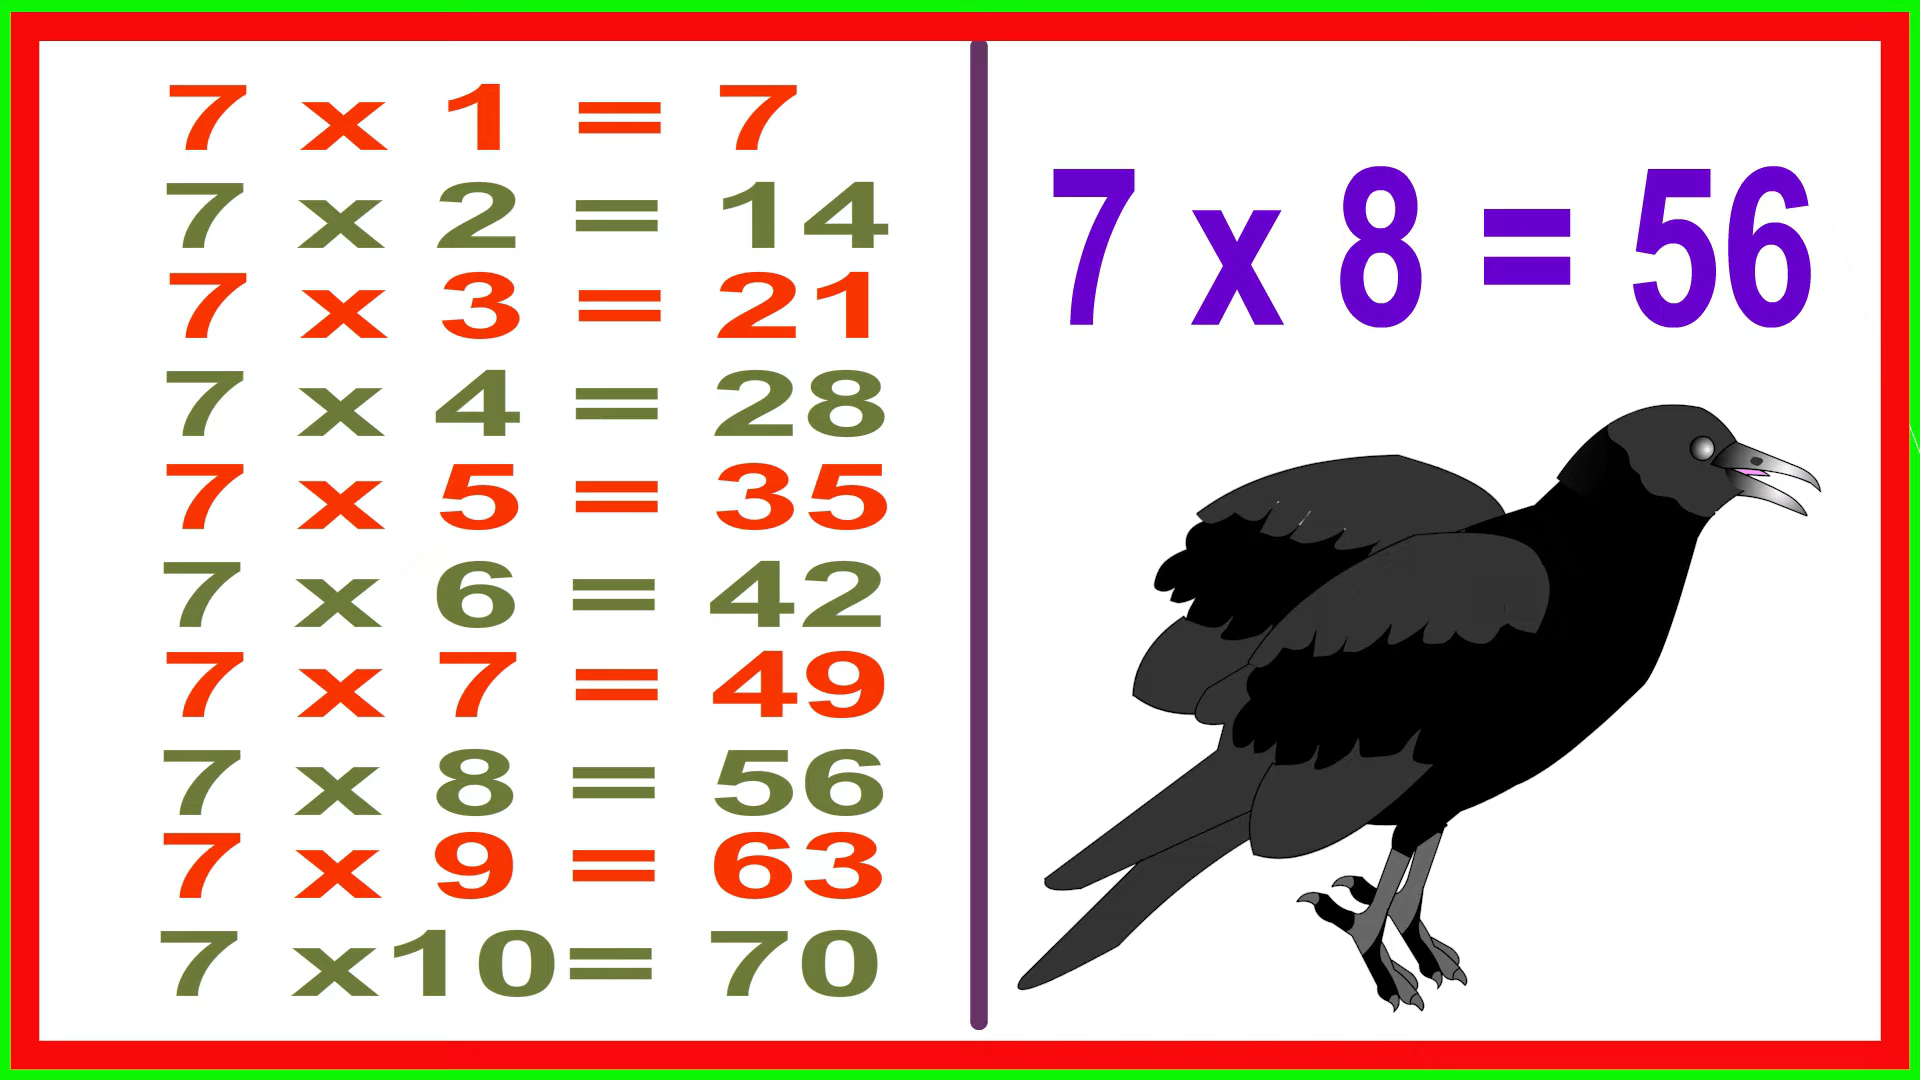 7 x 1 = 7
7 x 2 = 14
7 x 3 = 21
7 x 4 = 28
7 x 5 = 35
7 x 6 = 42
7 x 7 = 49
7 x 8 = 56
7 x 9 = 63
7 x10= 70
7 x 8 = 56